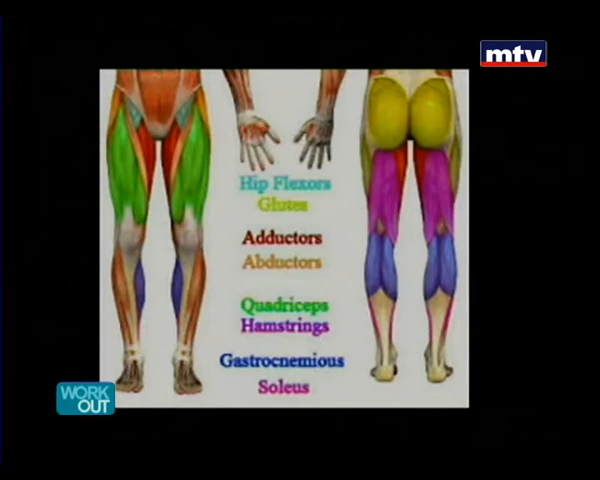 mtv
Hip Flexors
Glutes
Adductors
Abductors
Quadriceps
Hamstrings
Gastrocnemious
Soleus
WORK
OUT